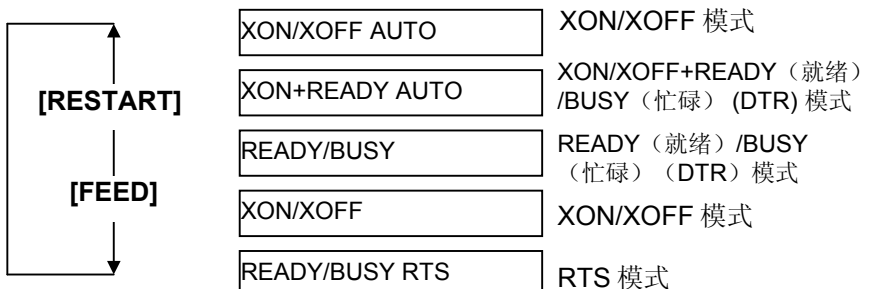 XON/XOFF AUTO
XON/XOFF 模式
[RESTART]
XON+READY AUTO
XON/XOFF+READY（就绪）
/BUSY（忙碌） (DTR) 模式
READY/BUSY
READY（就绪）/BUSY
（忙碌）（DTR）模式
[FEED]
XON/XOFF
XON/XOFF 模式
READY/BUSY RTS
RTS 模式